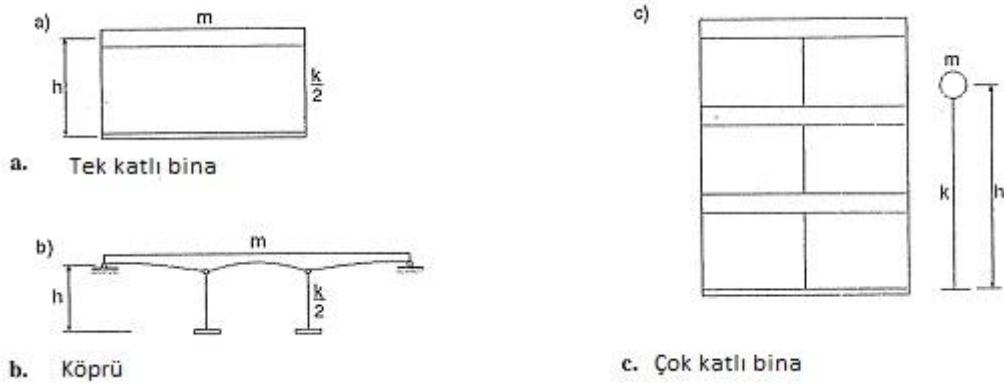 a)
m
h
k/2
a. Tek katlı bina
b)
m
h
k/2
b. Köprü
c)
m
k
h
c. Çok katlı bina